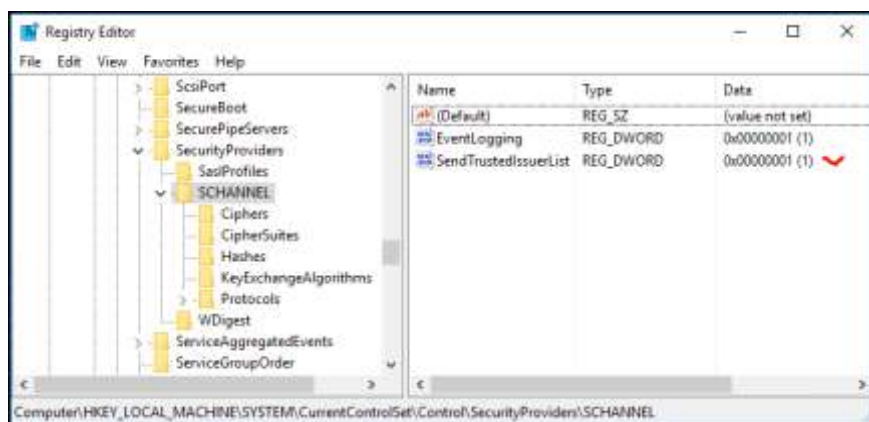 Registry Editor
File Edit View Favorites Help
ScsiPort
SecureBoot
SecurePipeServers
SecurityProviders
SaslProfiles
SCHANNEL
Ciphers
CipherSuites
Hashes
KeyExchangeAlgorithms
Protocols
WDigest
ServiceAggregatedEvents
ServiceGroupOrder
Name Type Data
(Default) REG_SZ (value not set)
EventLogging REG_DWORD 0x00000001 (1)
SendTrustedIssuerList REG_DWORD 0x00000001 (1)
Computer\HKEY_LOCAL_MACHINE\SYSTEM\CurrentControlSet\Control\SecurityProviders\SCHANNEL